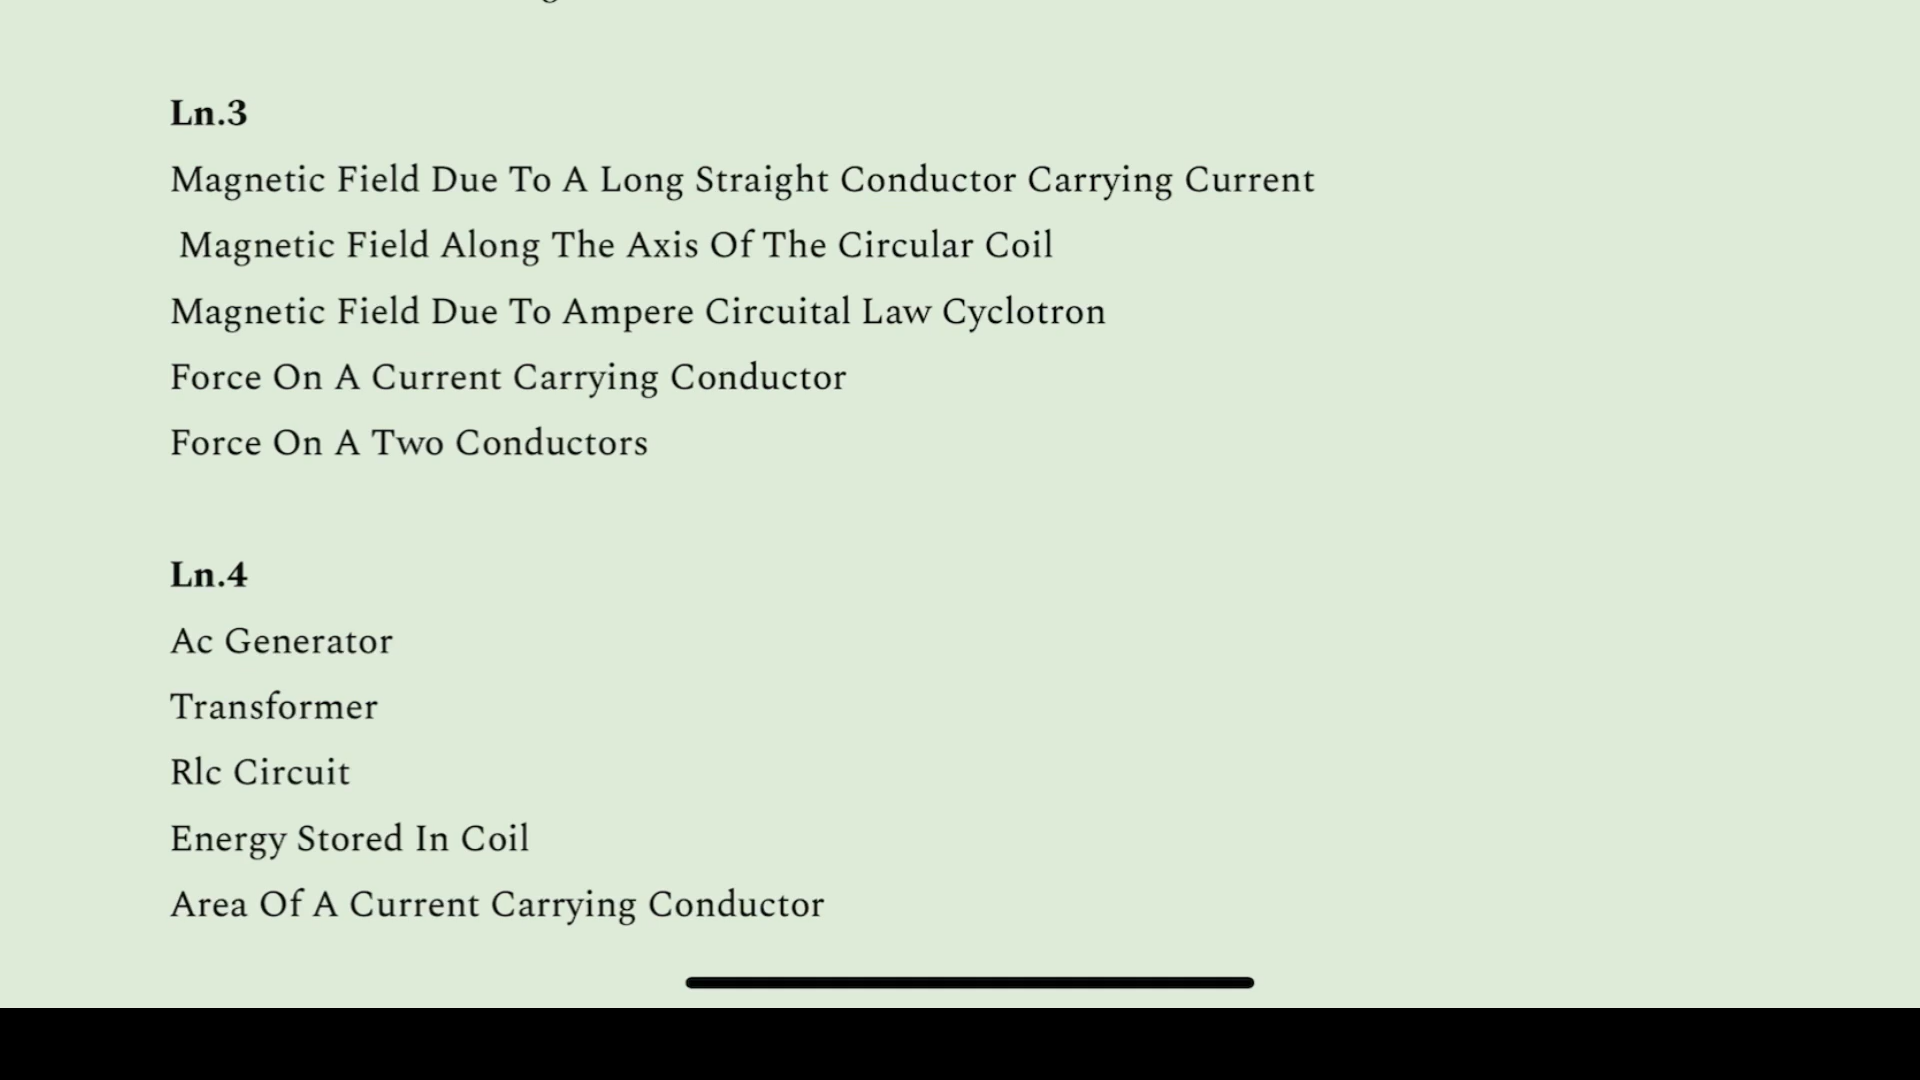 Ln.3
Magnetic Field Due To A Long Straight Conductor Carrying Current
Magnetic Field Along The Axis Of The Circular Coil
Magnetic Field Due To Ampere Circuital Law Cyclotron
Force On A Current Carrying Conductor
Force On A Two Conductors
Ln.4
Ac Generator
Transformer
Rlc Circuit
Energy Stored In Coil
Area Of A Current Carrying Conductor